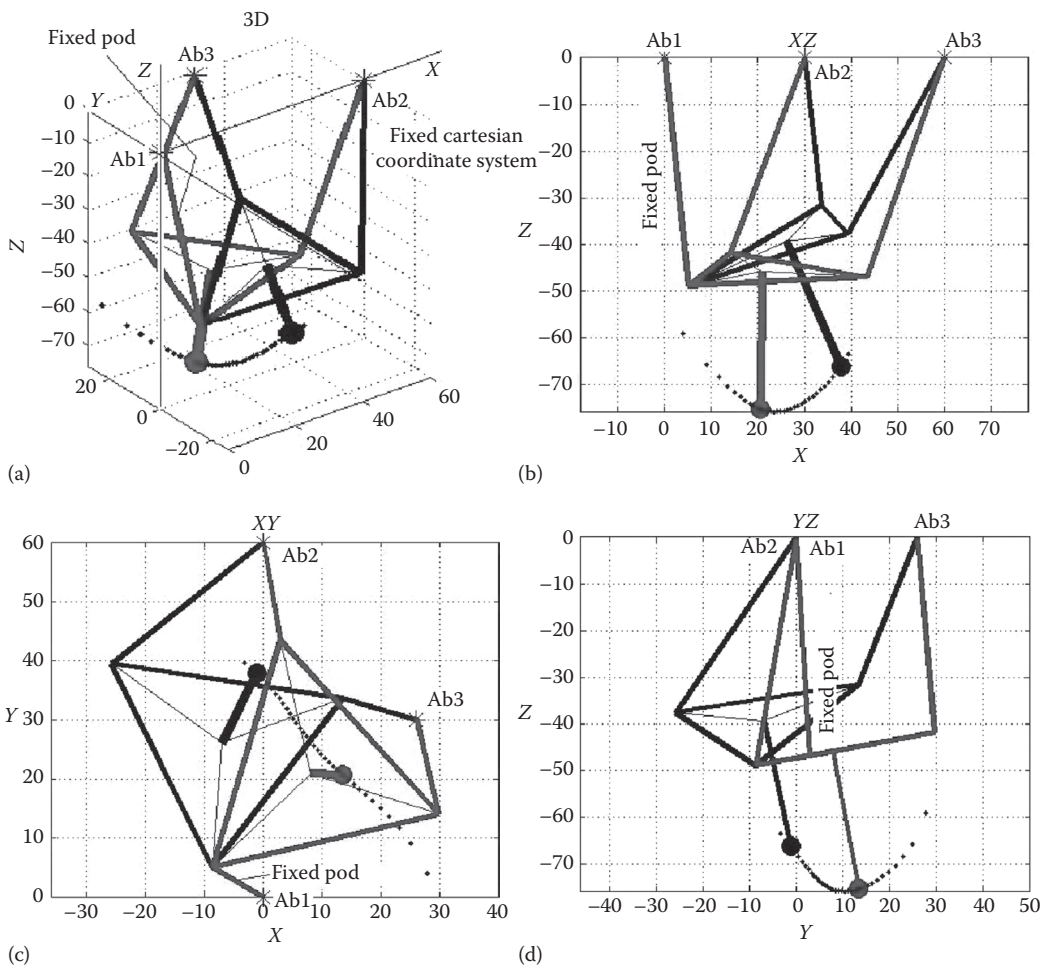 3D
Fixed pod
Ab3
Z
X
Y
Ab2
0
Fixed cartesian
coordinate system
Ab1
−10
−20
−30
−40
−50
−60
−70
Z
20
0
−20
0
20
40
60
(a)
Ab1
XZ
Ab3
Ab2
0
−10
−20
−30
−40
−50
−60
−70
Z
Fixed pod
−10
0
10
20
30
40
50
60
70
X
(b)
XY
Ab2
60
50
40
30
20
10
0
Y
Ab3
Fixed pod
Ab1
−30
−20
−10
0
10
20
30
40
X
(c)
YZ
Ab3
Ab2
Ab1
0
−10
−20
−30
−40
−50
−60
−70
Z
Fixed pod
−40
−30
−20
−10
0
10
20
30
40
50
Y
(d)